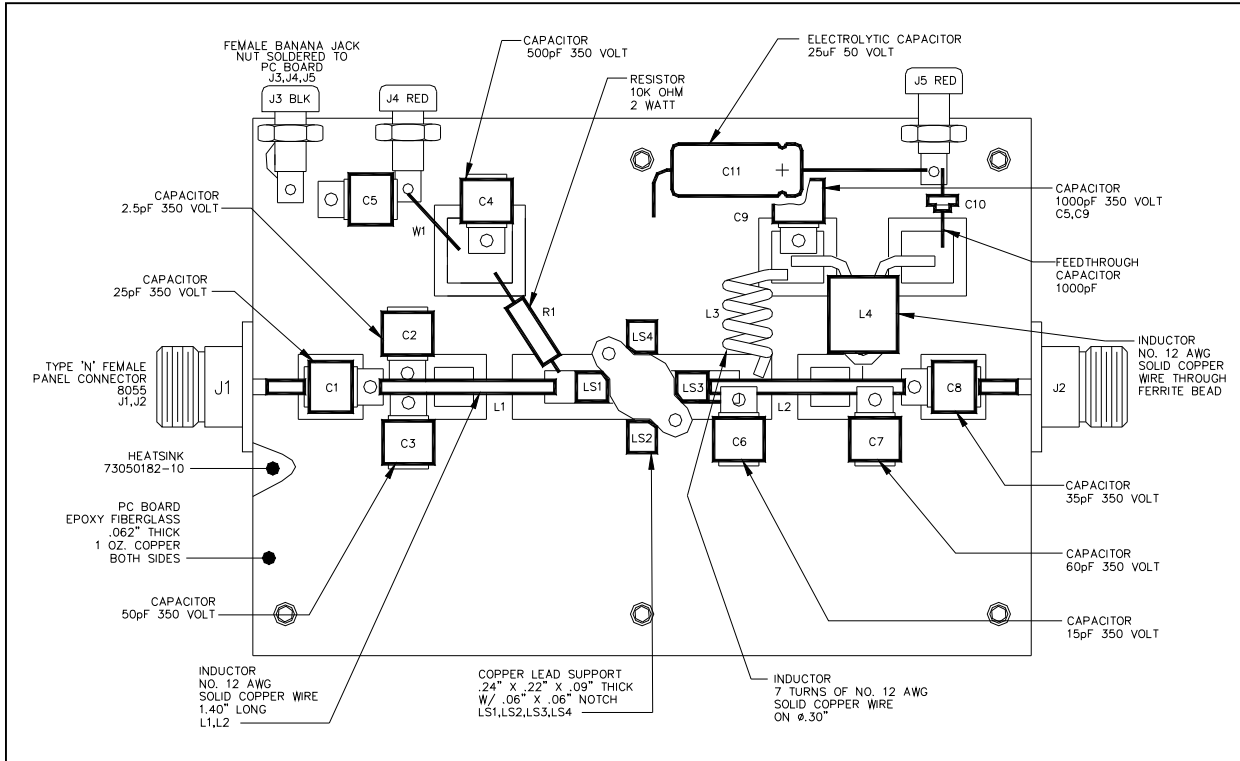 FEMALE BANANA JACK
NUT SOLDERED TO
PC BOARD
J3,J4,J5
CAPACITOR
500pF 350 VOLT
ELECTROLYTIC CAPACITOR
25uF 50 VOLT
RESISTOR
10K OHM
2 WATT
J3 BLK
J4 RED
J5 RED
C11
+
C5
C4
C9
C10
W1
CAPACITOR
2.5pF 350 VOLT
CAPACITOR
1000pF 350 VOLT
C5,C9
FEEDTHROUGH
CAPACITOR
1000pF
CAPACITOR
25pF 350 VOLT
R1
L3
L4
C2
LS4
INDUCTOR
NO. 12 AWG
SOLID COPPER
WIRE THROUGH
FERRITE BEAD
TYPE 'N' FEMALE
PANEL CONNECTOR
8055
J1,J2
J1
C1
LS1
LS3
C8
J2
L1
L2
C3
LS2
C6
C7
HEATSINK
73050182-10
CAPACITOR
35pF 350 VOLT
PC BOARD
EPOXY FIBERGLASS
.062" THICK
1 OZ. COPPER
BOTH SIDES
CAPACITOR
60pF 350 VOLT
CAPACITOR
50pF 350 VOLT
CAPACITOR
15pF 350 VOLT
INDUCTOR
NO. 12 AWG
SOLID COPPER WIRE
1.40" LONG
L1,L2
COPPER LEAD SUPPORT
.24" X .22" X .09" THICK
W/ .06" X .06" NOTCH
LS1,LS2,LS3,LS4
INDUCTOR
7 TURNS OF NO. 12 AWG
SOLID COPPER WIRE
ON ø.30"